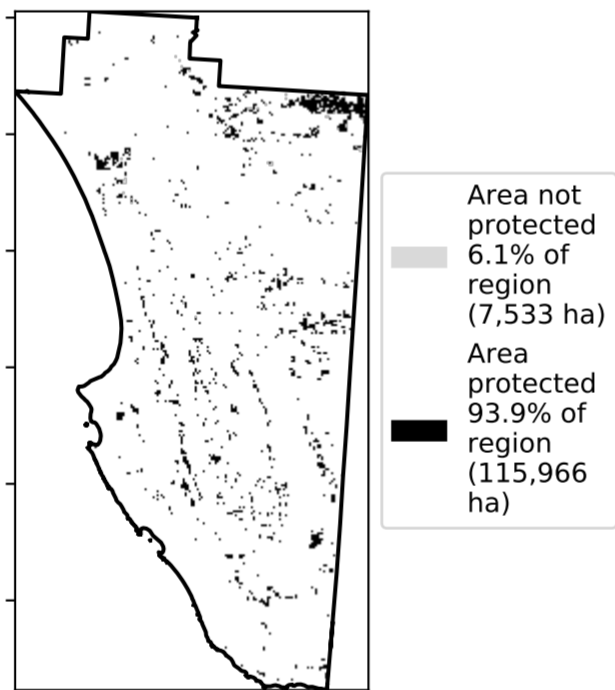 Area not
protected
6.1% of
region
(7,533 ha)
Area
protected
93.9% of
region
(115,966
ha)